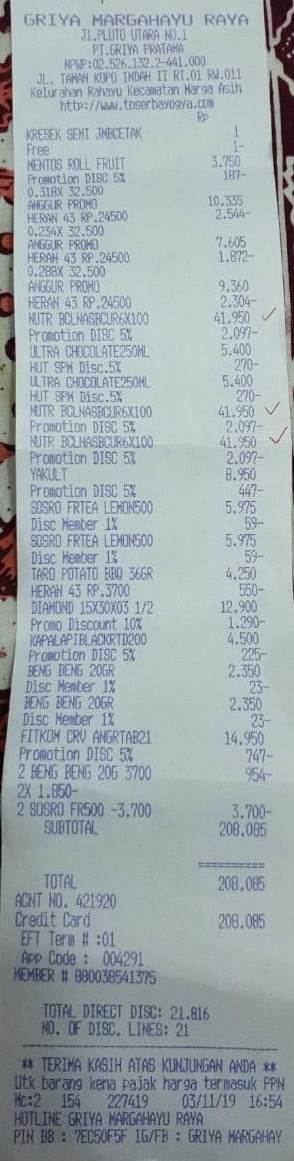 GRIYA MARGAHAYU RAYA
Jl.PLUTO UTARA NO.1
PT.GRIYA PRATAMA
NPWP:02.526.132.2-441.000
JL. TAMAN KOPO INDAH II RT.01 RW.011
Kelurahan Rahayu Kecamatan Marga Asih
http://www.toserbayogya.com
Rp
KRESEK SEMI JNBCETAK 1
Free 1-
MENTOS ROLL FRUIT 3.750
Promotion DISC 5% 187-
0.318X 32.500
ANGGUR PROMO 10.335
HERAN 43 RP.24500 2.544-
0.234X 32.500
ANGGUR PROMO 7.605
HERAN 43 RP.24500 1.872-
0.288X 32.500
ANGGUR PROMO 9.360
HERAN 43 RP.24500 2.304-
NUTR BCLNASBCUR6X100 41.950
Promotion DISC 5% 2.097-
ULTRA CHOCOLATE250ML 5.400
HUT SPM Disc.5% 270-
ULTRA CHOCOLATE250ML 5.400
HUT SPM Disc.5% 270-
NUTR BCLNASBCUR6X100 41.950
Promotion DISC 5% 2.097-
NUTR BCLNASBCUR6X100 41.950
Promotion DISC 5% 2.097-
YAKULT 8.950
Promotion DISC 5% 447-
SOSRO FRTEA LEMON500 5.975
Disc Member 1% 59-
SOSRO FRTEA LEMON500 5.975
Disc Member 1% 59-
TARO POTATO BBQ 36GR 4.250
HERAN 43 RP.3700 550-
DIAMOND 15X30X03 1/2 12.900
Promo Discount 10% 1.290-
KAPALAPIBLACKRTD200 4.500
Promotion DISC 5% 225-
BENG BENG 20GR 2.350
Disc Member 1% 23-
BENG BENG 20GR 2.350
Disc Member 1% 23-
FITKOM CRV ANGRTAB21 14.950
Promotion DISC 5% 747-
2 BENG BENG 20G 3700 954-
2X 1.850-
2 SOSRO FR500 -3.700 3.700-
SUBTOTAL 208.085
==========
TOTAL 208.085
ACNT NO. 421920
Credit Card 208.085
EFT Term # :01
App Code : 004291
MEMBER # 880038541375
TOTAL DIRECT DISC: 21.816
NO. OF DISC. LINES: 21
** TERIMA KASIH ATAS KUNJUNGAN ANDA **
Utk barang kena pajak harga termasuk PPN
Mc:2 154 227419 03/11/19 16:54
HOTLINE GRIYA MARGAHAYU RAYA
PIN BB : 7EC50F5F IG/FB : GRIYA MARGAHAY